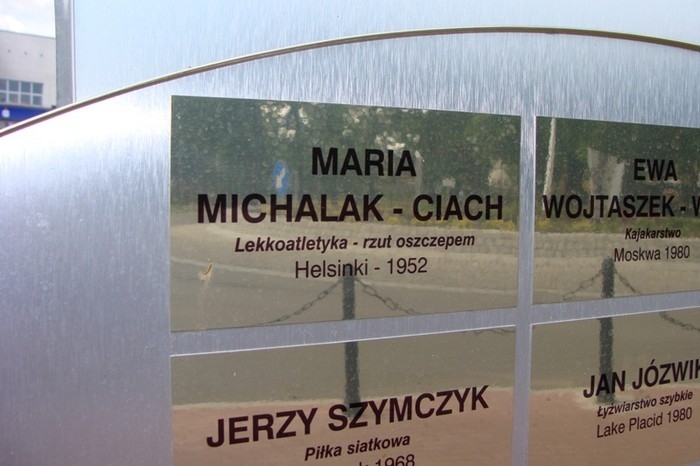 MARIA
MICHALAK - CIACH
Lekkoatletyka - rzut oszczepem
Helsinki - 1952
EWA
WOJTASZEK -
Kajakarstwo
Moskwa 1980
JERZY SZYMCZYK
Piłka siatkowa
1968
JAN JÓZWIK
Łyżwiarstwo szybkie
Lake Placid 1980